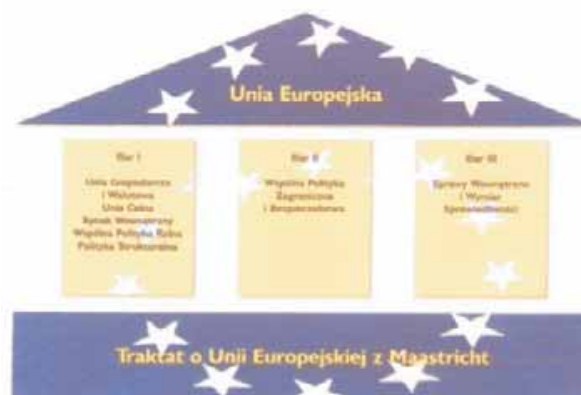 Unia Europejska
filar I
Unia Gospodarcza
i Walutowa
Unia Celna
Rynek Wewnętrzny
Wspólna Polityka Rolna
Polityka Strukturalna
filar II
Wspólna Polityka
Zagraniczna
i Bezpieczeństwa
filar III
Sprawy Wewnętrzne
i Wymiar
Sprawiedliwości
Traktat o Unii Europejskiej z Maastricht